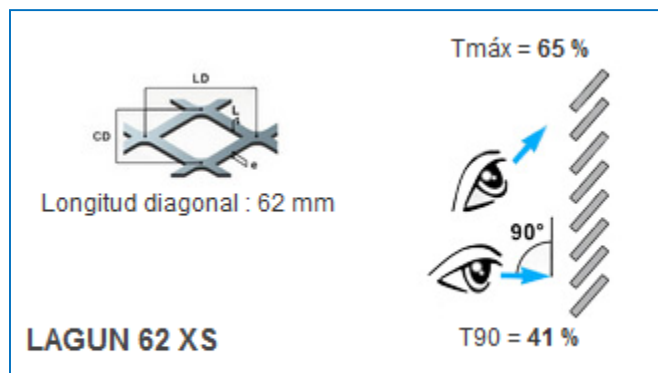 LD
L
CD
e
Longitud diagonal : 62 mm
LAGUN 62 XS
Tmáx = 65 %
90°
T90 = 41 %